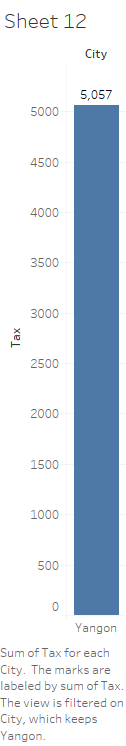 Sheet 12
City
5,057
5000
4500
4000
3500
3000
2500
2000
1500
1000
500
0
Tax
Yangon
Sum of Tax for each
City. The marks are
labeled by sum of Tax.
The view is filtered on
City, which keeps
Yangon.